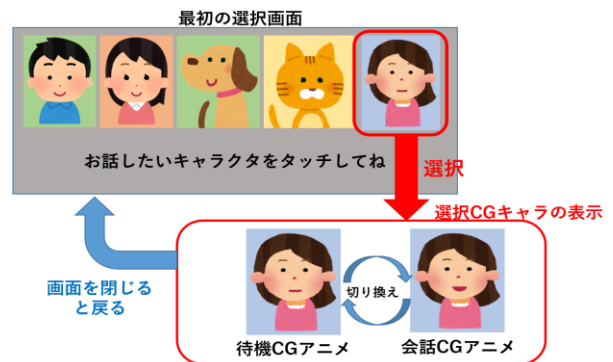 最初の選択画面
お話したいキャラクタをタッチしてね
選択
選択CGキャラの表示
画面を閉じる
と戻る
切り換え
待機CGアニメ
会話CGアニメ